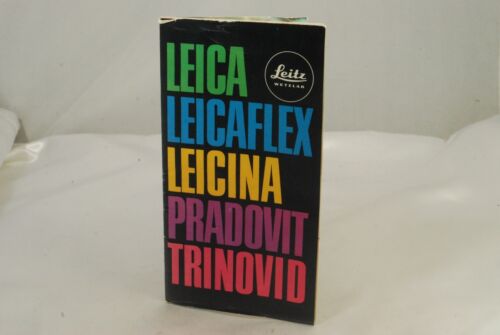 LEICA
Leitz
WETZLAR
LEICAFLEX
LEICINA
PRADOVIT
TRINOVID